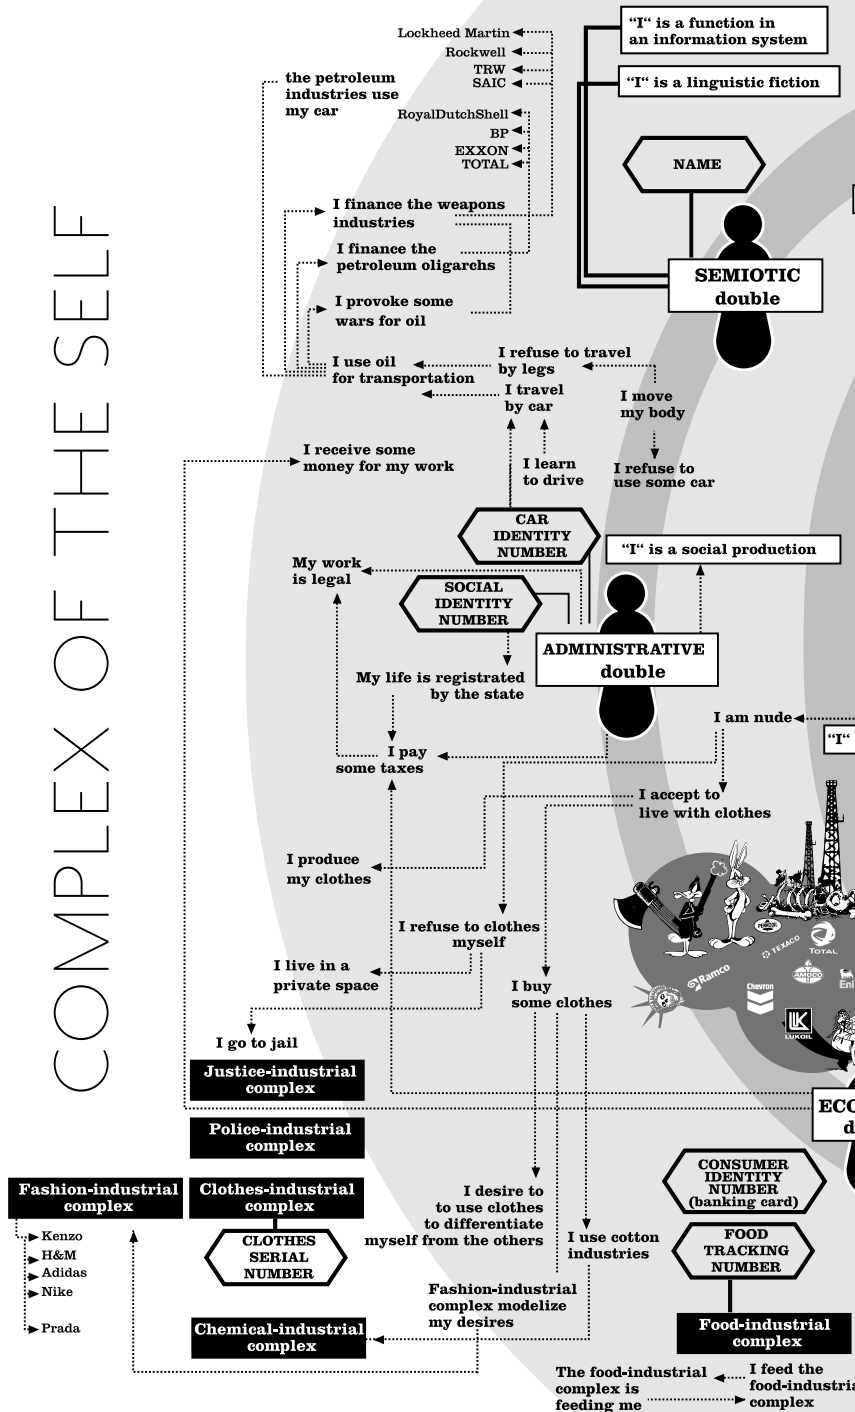 COMPLEX OF THE SELF
Lockheed Martin
Rockwell
TRW
SAIC
RoyalDutchShell
BP
EXXON
TOTAL
"I" is a function in
an information system
"I" is a linguistic fiction
the petroleum
industries use
my car
NAME
SEMIOTIC
double
I finance the weapons
industries
I finance the
petroleum oligarchs
I provoke some
wars for oil
I use oil
for transportation
I refuse to travel
by legs
I travel
by car
I move
my body
I learn
to drive
I refuse to
use some car
I receive some
money for my work
CAR
IDENTITY
NUMBER
"I" is a social production
My work
is legal
SOCIAL
IDENTITY
NUMBER
ADMINISTRATIVE
double
My life is registrated
by the state
I pay
some taxes
I am nude
"I"
I accept to
live with clothes
I produce
my clothes
I refuse to clothes
myself
I live in a
private space
I buy
some clothes
I go to jail
PENNZOIL
TEXACO
TOTAL
Ramco
AMOCO
Eni
Chevron
LUKOIL
Justice-industrial
complex
Police-industrial
complex
ECO
d
Fashion-industrial
complex
Clothes-industrial
complex
CLOTHES
SERIAL
NUMBER
Kenzo
H&M
Adidas
Nike
Prada
I desire to
to use clothes
to differentiate
myself from the others
I use cotton
industries
CONSUMER
IDENTITY
NUMBER
(banking card)
FOOD
TRACKING
NUMBER
Fashion-industrial
complex modelize
my desires
Chemical-industrial
complex
Food-industrial
complex
The food-industrial
complex is
feeding me
I feed the
food-industria
complex